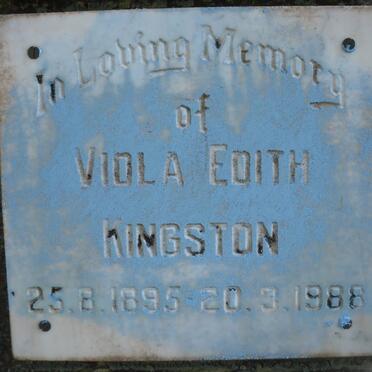 In Loving Memory
of
VIOLA EDITH
KINGSTON
25.8.1895-20.3.1988